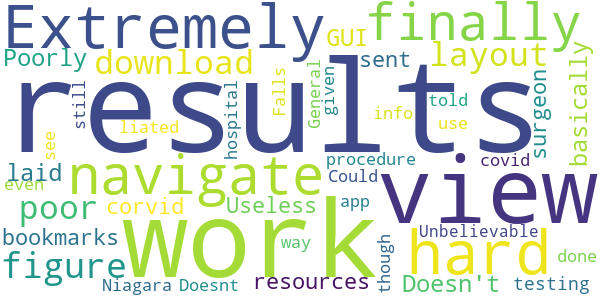 Extremely finally
GUI
Poorly download sent layout
results
still hospital Falls General given info told use surgeon basically
see liated
laid navigate procedure covid
even Could view
poor corvid Useless app
bookmarks work way though Unbelievable hard done
figure resources Doesn't testing
Niagara Doesnt